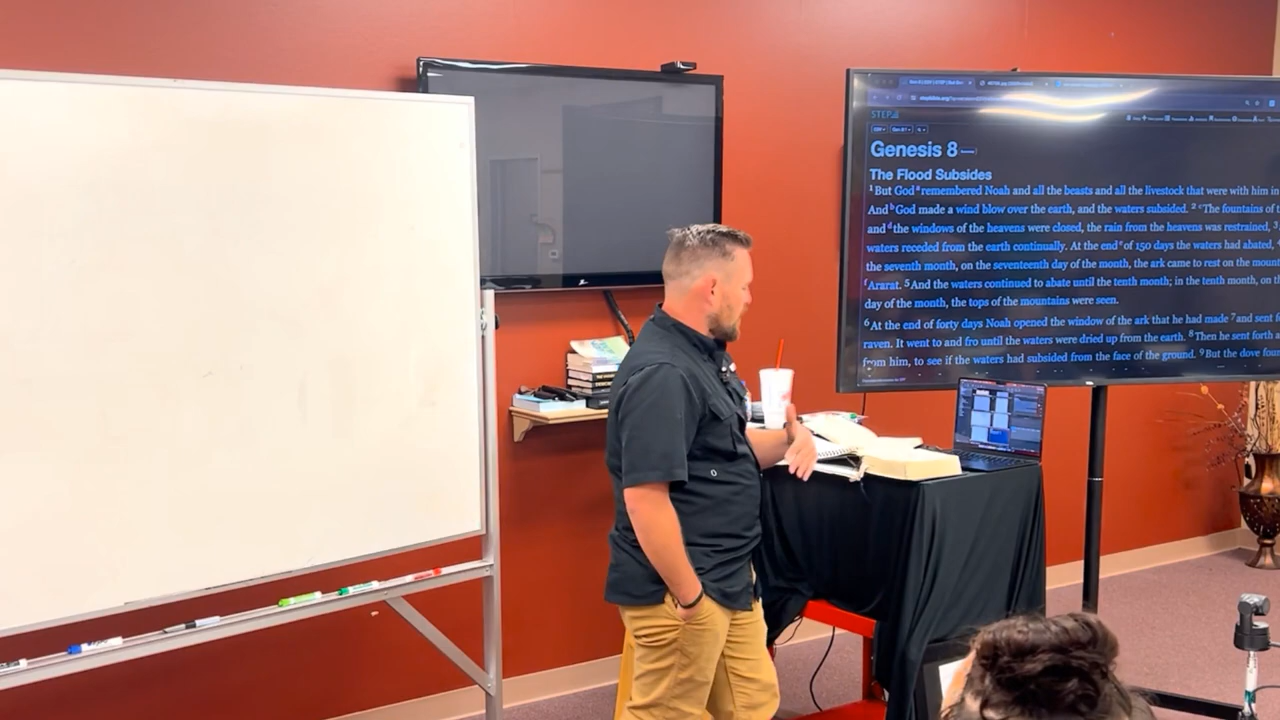 STEP
ESV
Gen 8:1
Genesis 8
The Flood Subsides
1 But God a remembered Noah and all the beasts and all the livestock that were with him in
And b God made a wind blow over the earth, and the waters subsided. 2 c The fountains of t
and d the windows of the heavens were closed, the rain from the heavens was restrained, 3
waters receded from the earth continually. At the end e of 150 days the waters had abated,
the seventh month, on the seventeenth day of the month, the ark came to rest on the mount
f Ararat. 5 And the waters continued to abate until the tenth month; in the tenth month, on t
day of the month, the tops of the mountains were seen.
6 At the end of forty days Noah opened the window of the ark that he had made 7 and sent f
raven. It went to and fro until the waters were dried up from the earth. 8 Then he sent forth a
from him, to see if the waters had subsided from the face of the ground. 9 But the dove foun